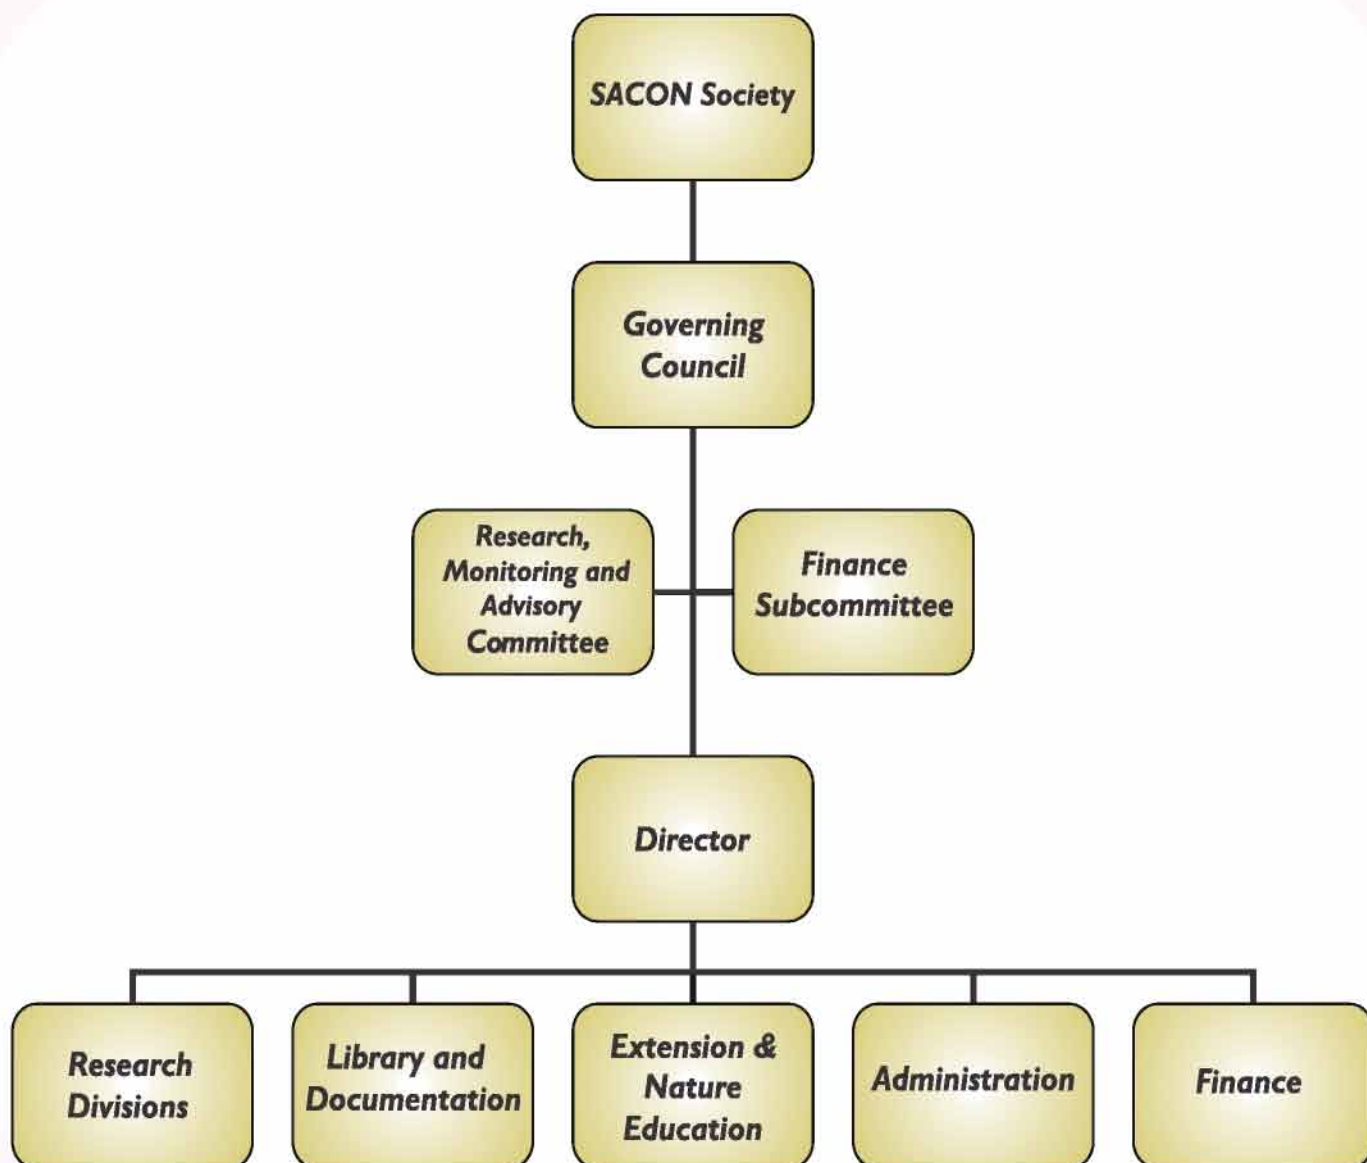 SACON Society
Governing
Council
Research,
Monitoring and
Advisory
Committee
Finance
Subcommittee
Director
Research
Divisions
Library and
Documentation
Extension &
Nature
Education
Administration
Finance